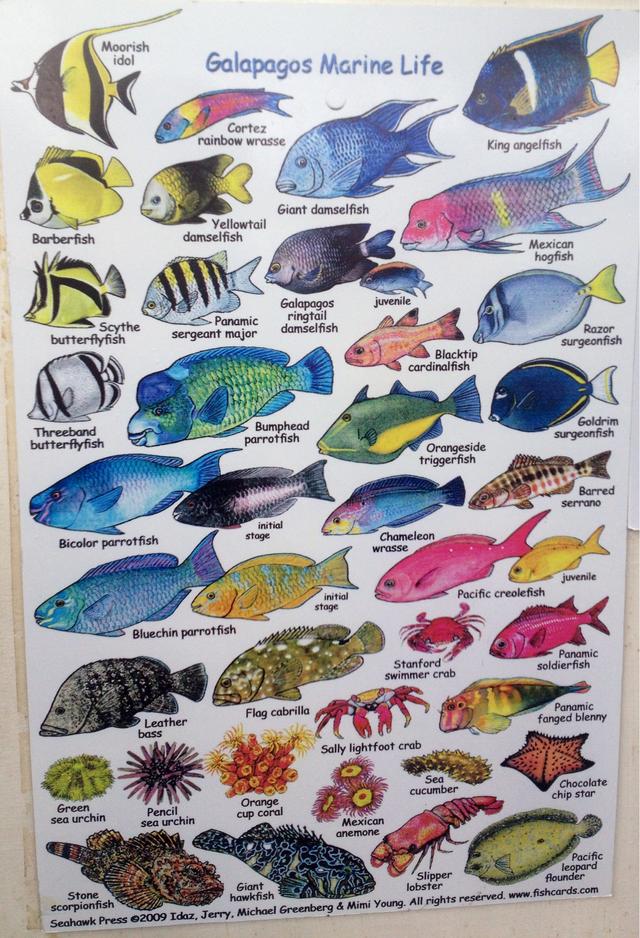 Galapagos Marine Life
Moorish
idol
Cortez
rainbow wrasse
King angelfish
Giant damselfish
Barberfish
Yellowtail
damselfish
Mexican
hogfish
Galapagos
ringtail
damselfish
juvenile
Scythe
butterflyfish
Panamic
sergeant major
Razor
surgeonfish
Blacktip
cardinalfish
Threeband
butterflyfish
Bumphead
parrotfish
Orangeside
triggerfish
Goldrim
surgeonfish
Bicolor parrotfish
initial
stage
Chameleon
wrasse
Barred
serrano
Pacific creolefish
juvenile
Bluechin parrotfish
initial
stage
Stanford
swimmer crab
Panamic
soldierfish
Leather
bass
Flag cabrilla
Sally lightfoot crab
Panamic
fanged blenny
Green
sea urchin
Pencil
sea urchin
Orange
cup coral
Mexican
anemone
Sea
cucumber
Chocolate
chip star
Stone
scorpionfish
Giant
hawkfish
Slipper
lobster
Pacific
leopard
flounder
Seahawk Press ©2009 Idaz, Jerry, Michael Greenberg & Mimi Young. All rights reserved. www.fishcards.com